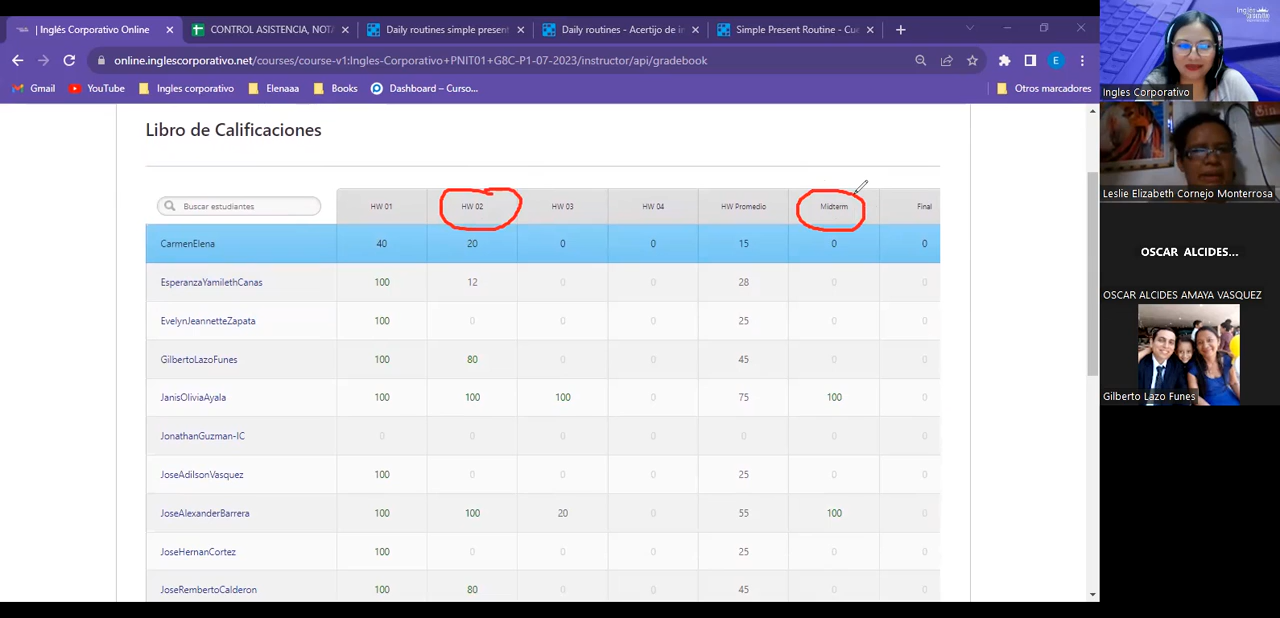 | Inglés Corporativo Online
CONTROL ASISTENCIA, NOTA
Daily routines simple present
Daily routines - Acertijo de in
Simple Present Routine - Cue
online.inglescorporativo.net/courses/course-v1:Ingles-Corporativo+PNIT01+G8C-P1-07-2023/instructor/api/gradebook
E
Gmail YouTube Ingles corporativo Elenaaa Books Dashboard – Curso... Otros marcadores
Libro de Calificaciones
Buscar estudiantes HW 01 HW 02 HW 03 HW 04 HW Promedio Midterm Final
CarmenElena 40 20 0 0 15 0 0
EsperanzaYamilethCanas 100 12 0 0 28 0 0
EvelynJeannetteZapata 100 0 0 0 25 0 0
GilbertoLazoFunes 100 80 0 0 45 0 0
JanisOliviaAyala 100 100 100 0 75 100 0
JonathanGuzman-IC 0 0 0 0 0 0 0
JoseAdilsonVasquez 100 0 0 0 25 0 0
JoseAlexanderBarrera 100 100 20 0 55 100 0
JoseHernanCortez 100 0 0 0 25 0 0
JoseRembertoCalderon 100 80 0 0 45 0 0
Ingles Corporativo
Leslie Elizabeth Cornejo Monterrosa
OSCAR ALCIDES...
OSCAR ALCIDES AMAYA VASQUEZ
Gilberto Lazo Funes